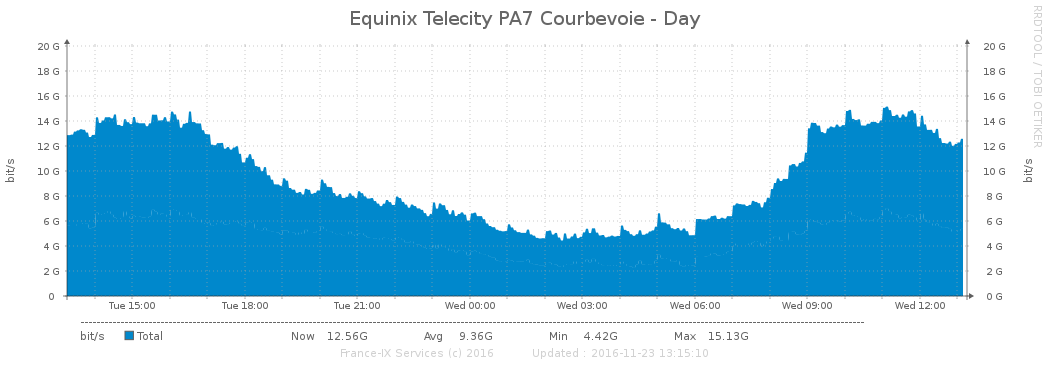 Equinix Telecity PA7 Courbevoie - Day
RRDTOOL / TOBI OETIKER
20 G 20 G
18 G 18 G
16 G 16 G
14 G 14 G
12 G 12 G
10 G 10 G
8 G 8 G
6 G 6 G
4 G 4 G
2 G 2 G
0 0 G
bit/s
bit/s
Tue 15:00 Tue 18:00 Tue 21:00 Wed 00:00 Wed 03:00 Wed 06:00 Wed 09:00 Wed 12:00
bit/s Total Now 12.56G Avg 9.36G Min 4.42G Max 15.13G
France-IX Services (c) 2016 Updated : 2016-11-23 13:15:10